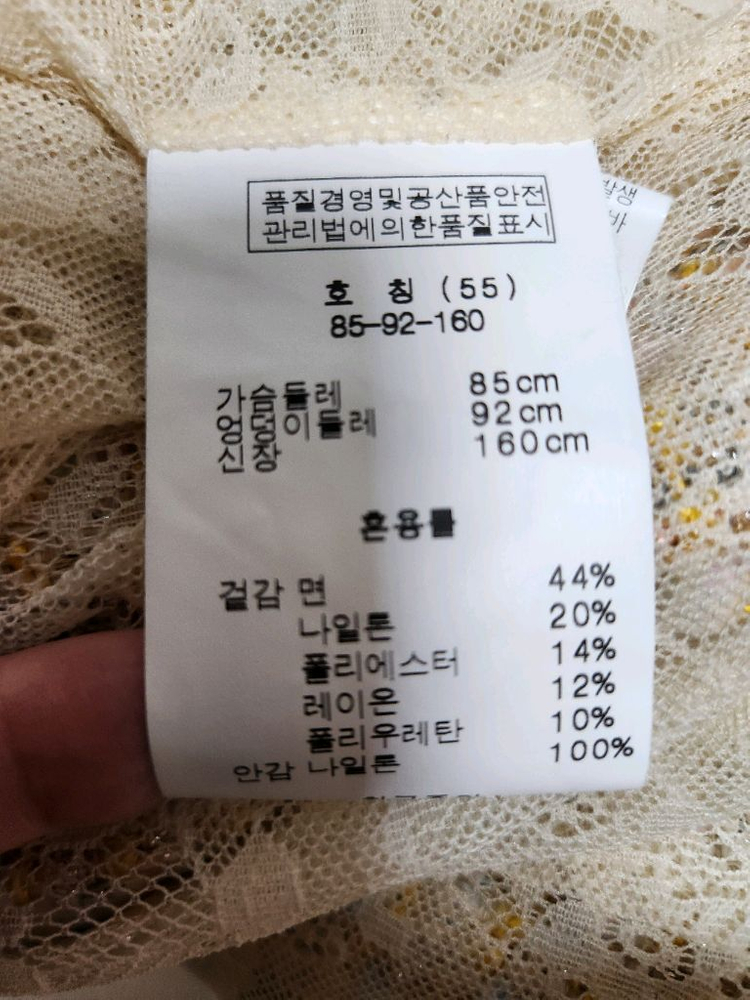 품질경영및공산품안전
관리법에의한품질표시
호 칭 (55)
85-92-160
가슴둘레 85cm
엉덩이둘레 92cm
신장 160cm
혼용률
겉감 면 44%
나일론 20%
폴리에스터 14%
레이온 12%
폴리우레탄 10%
안감 나일론 100%